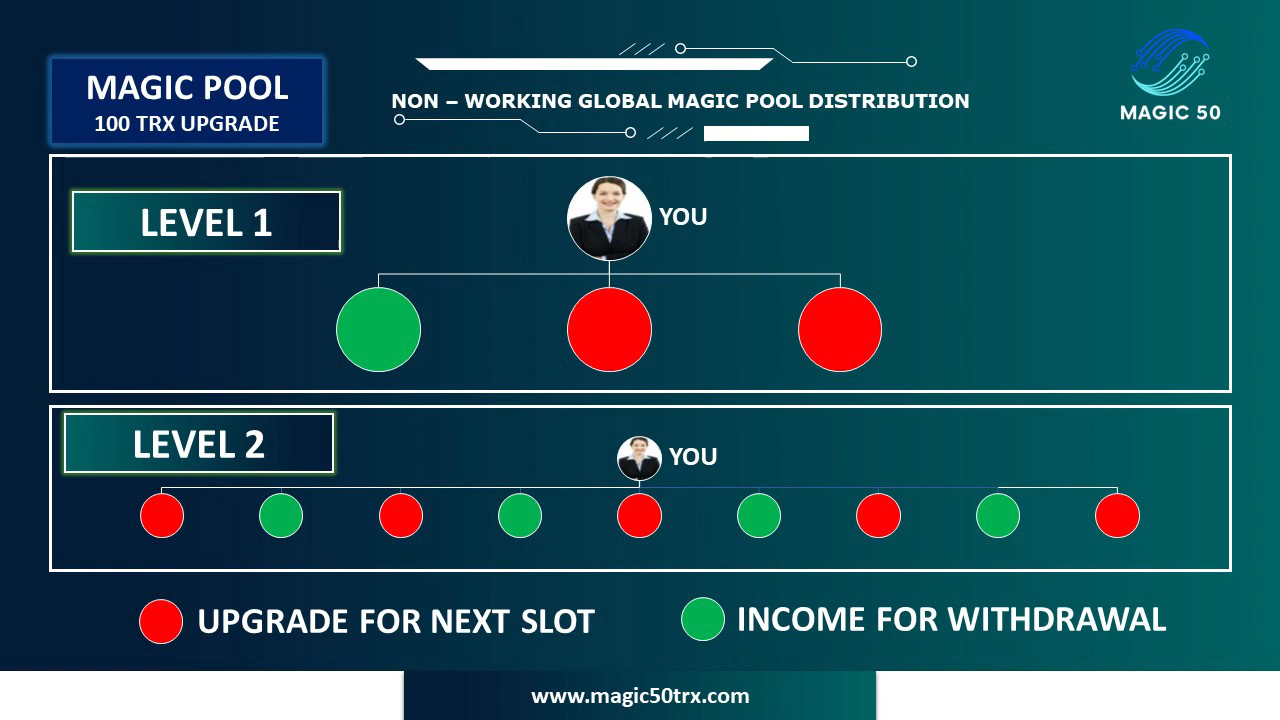 MAGIC POOL
100 TRX UPGRADE
NON – WORKING GLOBAL MAGIC POOL DISTRIBUTION
MAGIC 50
LEVEL 1
YOU
LEVEL 2
YOU
UPGRADE FOR NEXT SLOT
INCOME FOR WITHDRAWAL
www.magic50trx.com